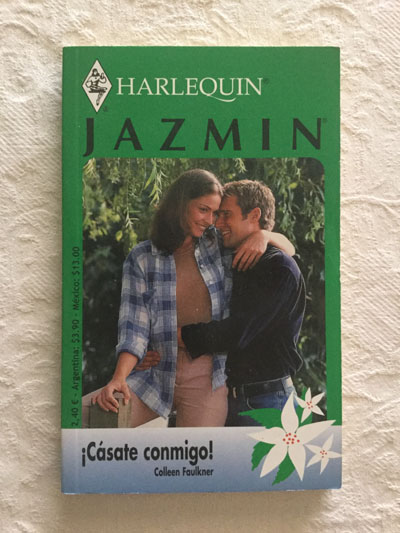 HARLEQUIN®
JAZMIN®
2,40 € - Argentina: $3.90 - México: $13.00
¡Cásate conmigo!
Colleen Faulkner